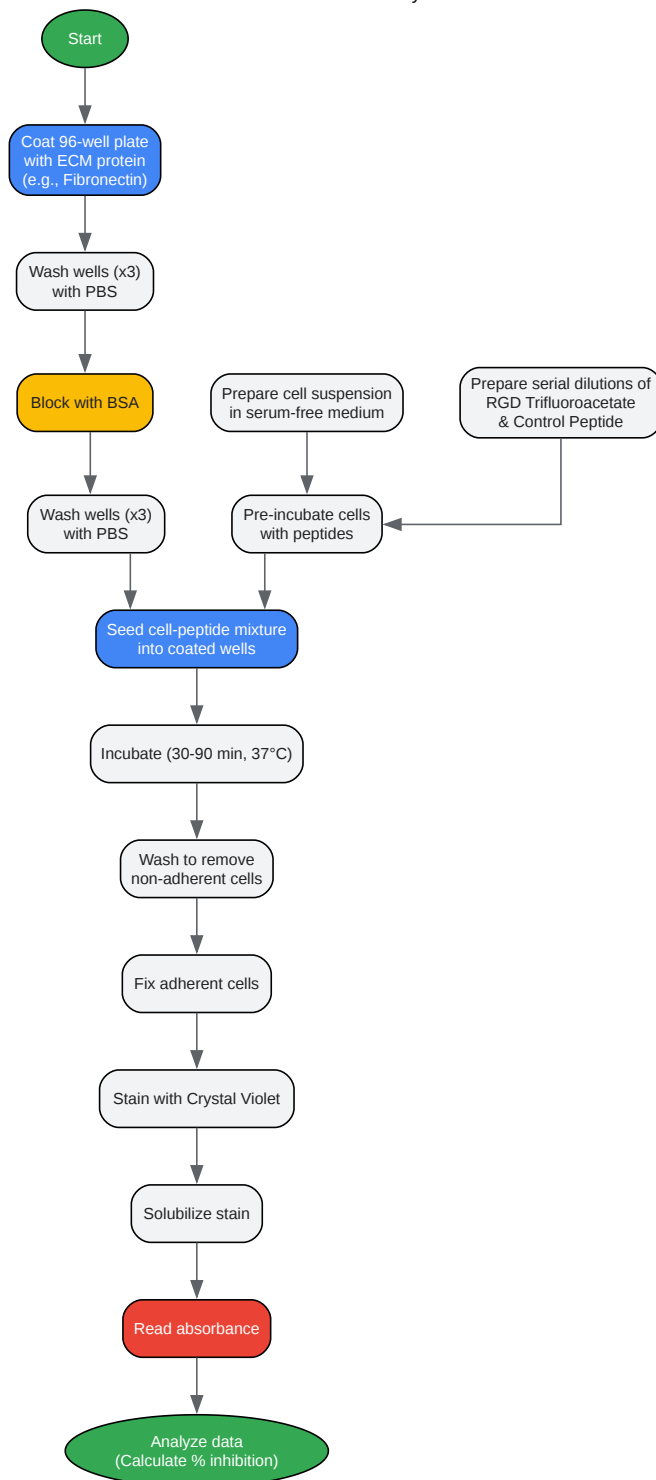 Start
Coat 96-well plate
with ECM protein
(e.g., Fibronectin)
Wash wells (x3)
with PBS
Block with BSA
Prepare cell suspension
in serum-free medium
Prepare serial dilutions of
RGD Trifluoroacetate
& Control Peptide
Wash wells (x3)
with PBS
Pre-incubate cells
with peptides
Seed cell-peptide mixture
into coated wells
Incubate (30-90 min, 37°C)
Wash to remove
non-adherent cells
Fix adherent cells
Stain with Crystal Violet
Solubilize stain
Read absorbance
Analyze data
(Calculate % inhibition)